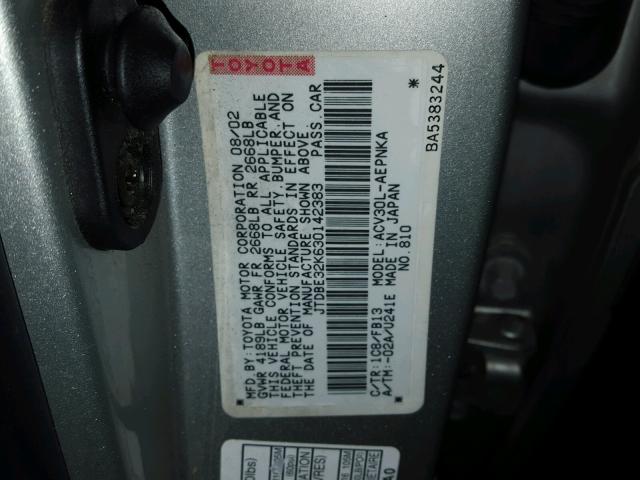 TOYOTA
MFD.BY:TOYOTA MOTOR CORPORATION 08/02
GVWR 4189LB GAWR FR 2668LB RR 2668LB
THIS VEHICLE CONFORMS TO ALL APPLICABLE
FEDERAL MOTOR VEHICLE SAFETY, BUMPER,AND
THEFT PREVENTION STANDARDS IN EFFECT ON
THE DATE OF MANUFACTURE SHOWN ABOVE.
JTDBE32K630142383 PASS.CAR
C/TR:1C8/FB13 MODEL:ACV30L-AEPNKA
A/TM:-02A/U241E MADE IN JAPAN
NO.810 *
BA5383244
0lbs)
(RES)
ETAIRE